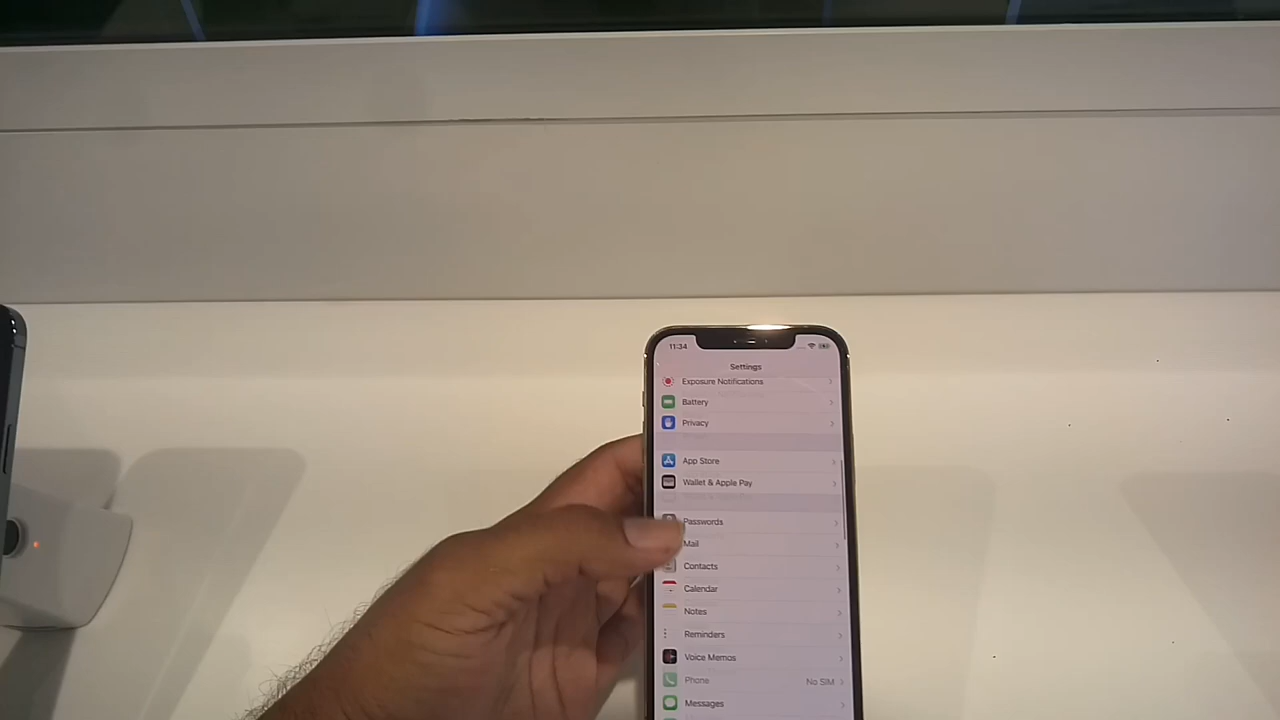 11:34
Settings
Exposure Notifications
Battery
Privacy
App Store
Wallet & Apple Pay
Passwords
Mail
Contacts
Calendar
Notes
Reminders
Voice Memos
Phone No SIM
Messages